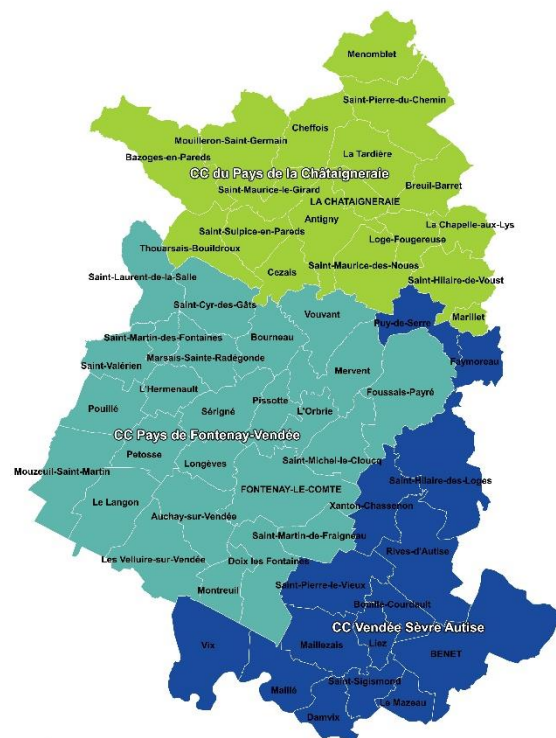 Menomblet
Saint-Pierre-du-Chemin
Cheffois
Mouilleron-Saint-Germain
La Tardière
Bazoges-en-Pareds
CC du Pays de la Châtaigneraie
Saint-Maurice-le-Girard
Breuil-Barret
LA CHATAIGNERAIE
Antigny
La Chapelle-aux-Lys
Saint-Sulpice-en-Pareds
Loge-Fougereuse
Thouarsais-Bouildroux
Saint-Maurice-des-Noues
Cezais
Saint-Laurent-de-la-Salle
Saint-Hilaire-de-Voust
Saint-Cyr-des-Gâts
Vouvant
Marillet
Puy-de-Serre
Saint-Martin-des-Fontaines
Bourneau
Marsais-Sainte-Radégonde
Faymoreau
Saint-Valérien
Mervent
L'Hermenault
Foussais-Payré
Pissotte
Pouillé
Sérigné
L'Orbrie
CC Pays de Fontenay-Vendée
Petosse
Saint-Michel-le-Cloucq
Longèves
Mouzeuil-Saint-Martin
Saint-Hilaire-des-Loges
FONTENAY-LE-COMTE
Le Langon
Xanton-Chassenon
Auchay-sur-Vendée
Saint-Martin-de-Fraigneau
Rives-d'Autise
Les Velluire-sur-Vendée
Doix les Fontaines
Saint-Pierre-le-Vieux
Montreuil
Bouillé-Courdault
CC Vendée Sèvre Autise
Vix
Maillezais
Liez
BENET
Saint-Sigismond
Maillé
Le Mazeau
Damvix